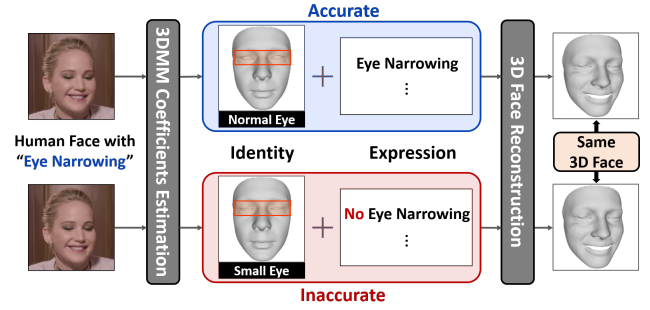 Accurate
3DMM Coefficients Estimation
Normal Eye
Eye Narrowing
⋮
3D Face Reconstruction
Human Face with
“Eye Narrowing”
Identity
Expression
Same
3D Face
Small Eye
No Eye Narrowing
⋮
Inaccurate